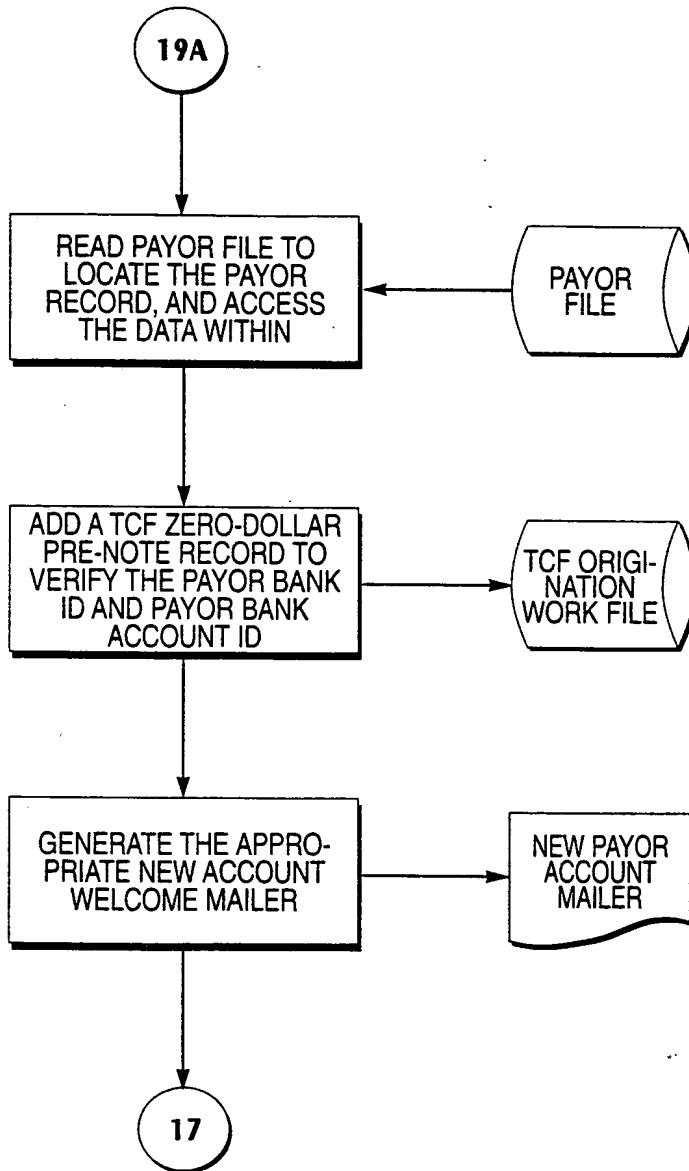 19A
READ PAYOR FILE TO
LOCATE THE PAYOR
RECORD, AND ACCESS
THE DATA WITHIN
PAYOR
FILE
ADD A TCF ZERO-DOLLAR
PRE-NOTE RECORD TO
VERIFY THE PAYOR BANK
ID AND PAYOR BANK
ACCOUNT ID
TCF ORIGI-
NATION
WORK FILE
GENERATE THE APPRO-
PRIATE NEW ACCOUNT
WELCOME MAILER
NEW PAYOR
ACCOUNT
MAILER
17